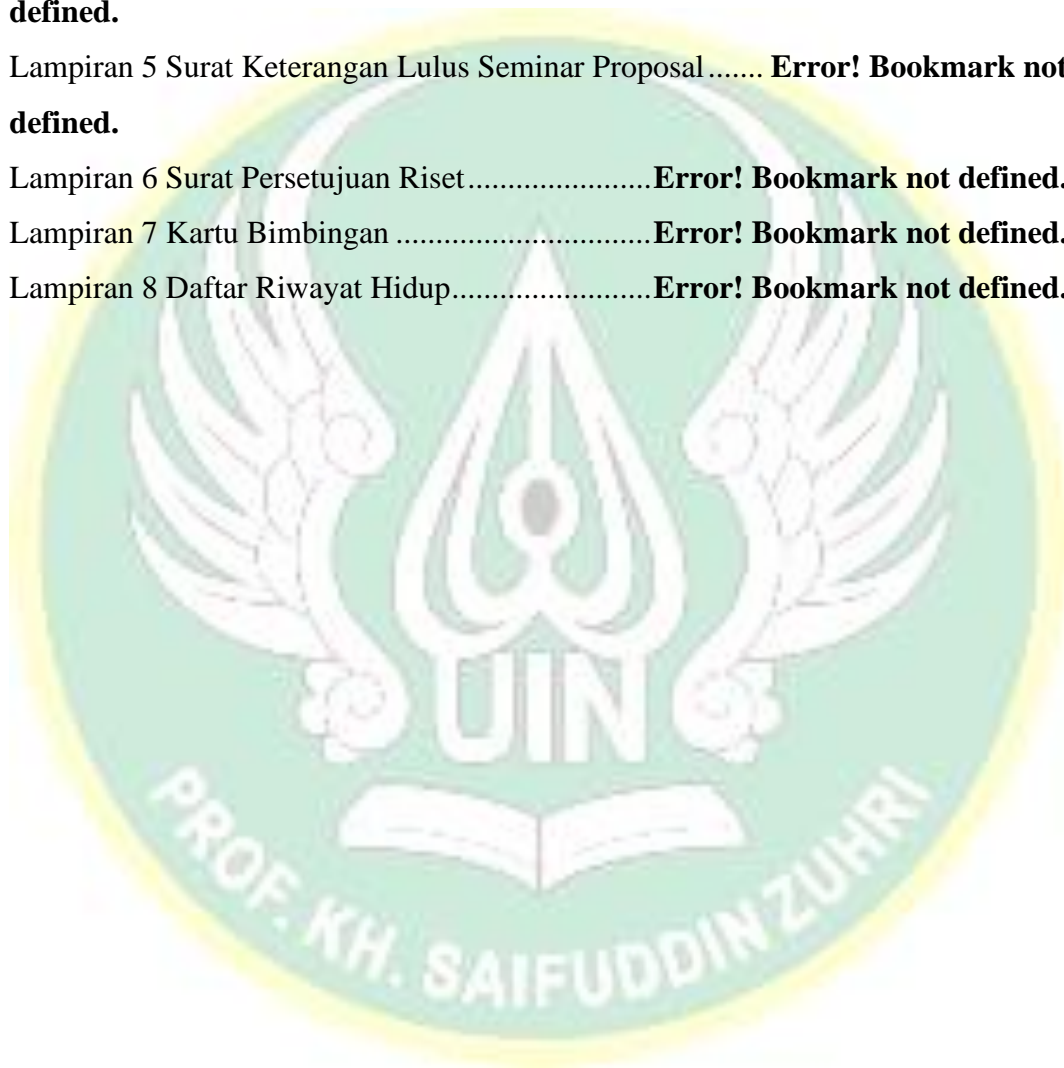 defined.
Lampiran 5 Surat Keterangan Lulus Seminar Proposal....... Error! Bookmark not
defined.
Lampiran 6 Surat Persetujuan Riset.......................Error! Bookmark not defined.
Lampiran 7 Kartu Bimbingan ................................Error! Bookmark not defined.
Lampiran 8 Daftar Riwayat Hidup.........................Error! Bookmark not defined.
UIN
PROF. KH. SAIFUDDIN ZUHRI